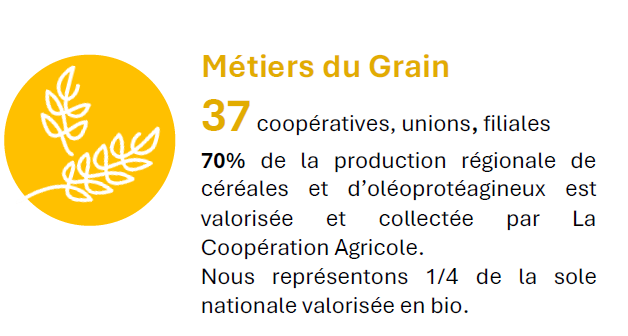 Métiers du Grain
37 coopératives, unions, filiales
70% de la production régionale de
céréales et d’oléoprotéagineux est
valorisée et collectée par La
Coopération Agricole.
Nous représentons 1/4 de la sole
nationale valorisée en bio.